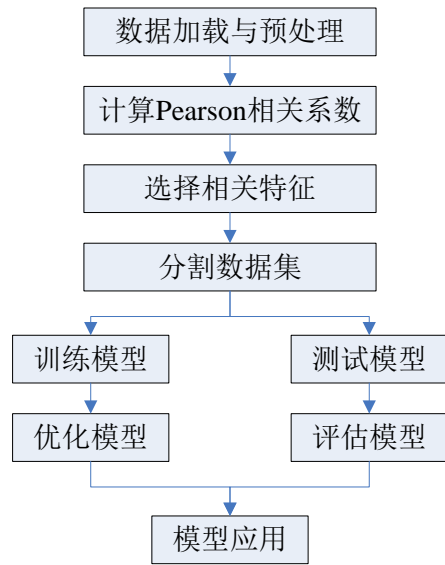 数据加载与预处理
计算Pearson相关系数
选择相关特征
分割数据集
训练模型
测试模型
优化模型
评估模型
模型应用